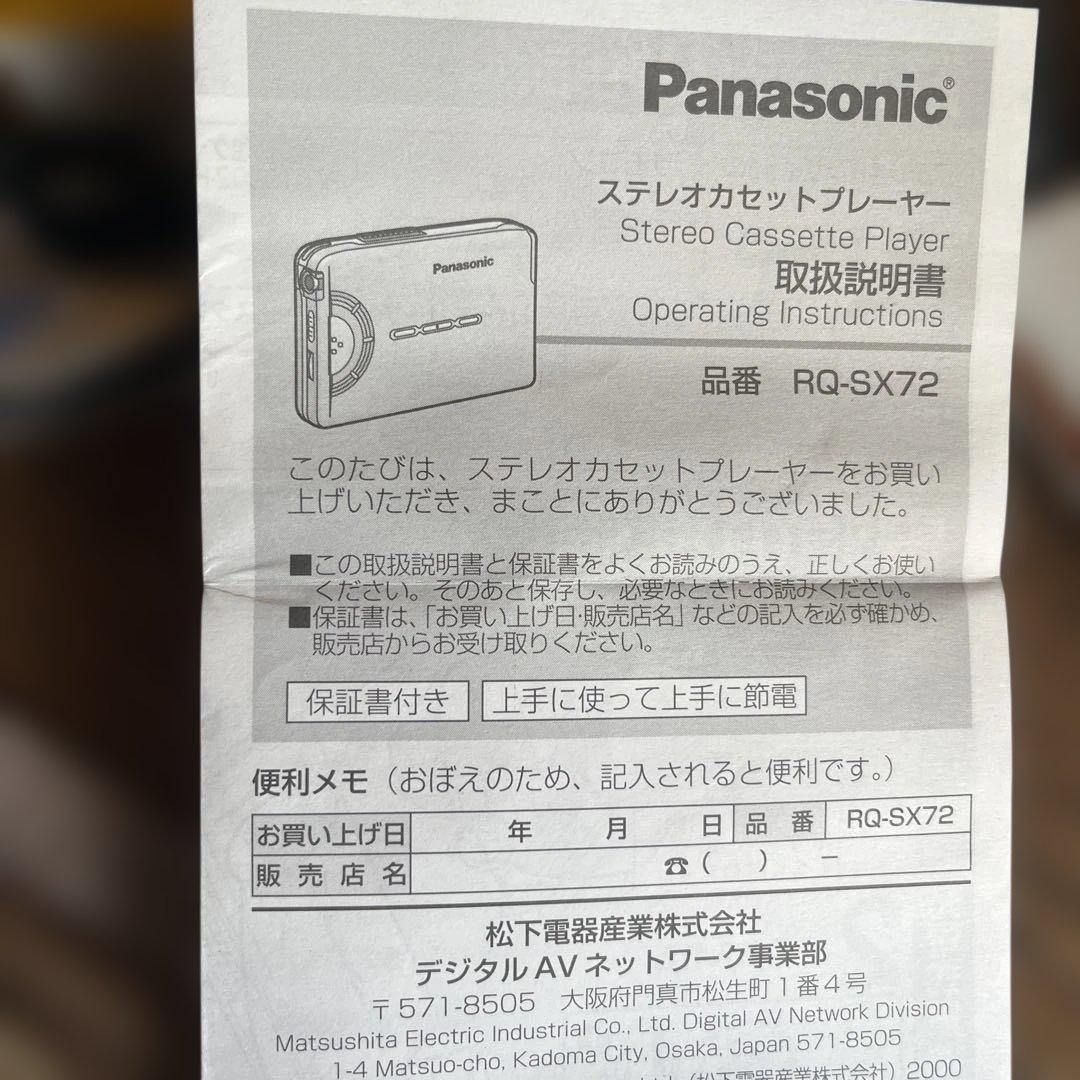 Panasonic®
ステレオカセットプレーヤー
Stereo Cassette Player
取扱説明書
Operating Instructions
Panasonic
品番 RQ-SX72
このたびは、ステレオカセットプレーヤーをお買い
上げいただき、まことにありがとうございました。
■この取扱説明書と保証書をよくお読みのうえ、正しくお使い
ください。そのあと保存し、必要なときにお読みください。
■保証書は、「お買い上げ日・販売店名」などの記入を必ず確かめ、
販売店からお受け取りください。
保証書付き 上手に使って上手に節電
便利メモ（おぼえのため、記入されると便利です。）
お買い上げ日 年 月 日 品番 RQ-SX72
販売店名 ☎( ) −
松下電器産業株式会社
デジタルAVネットワーク事業部
〒571-8505 大阪府門真市松生町1番4号
Matsushita Electric Industrial Co., Ltd. Digital AV Network Division
1-4 Matsuo-cho, Kadoma City, Osaka, Japan 571-8505
(松下電器産業株式会社) 2000